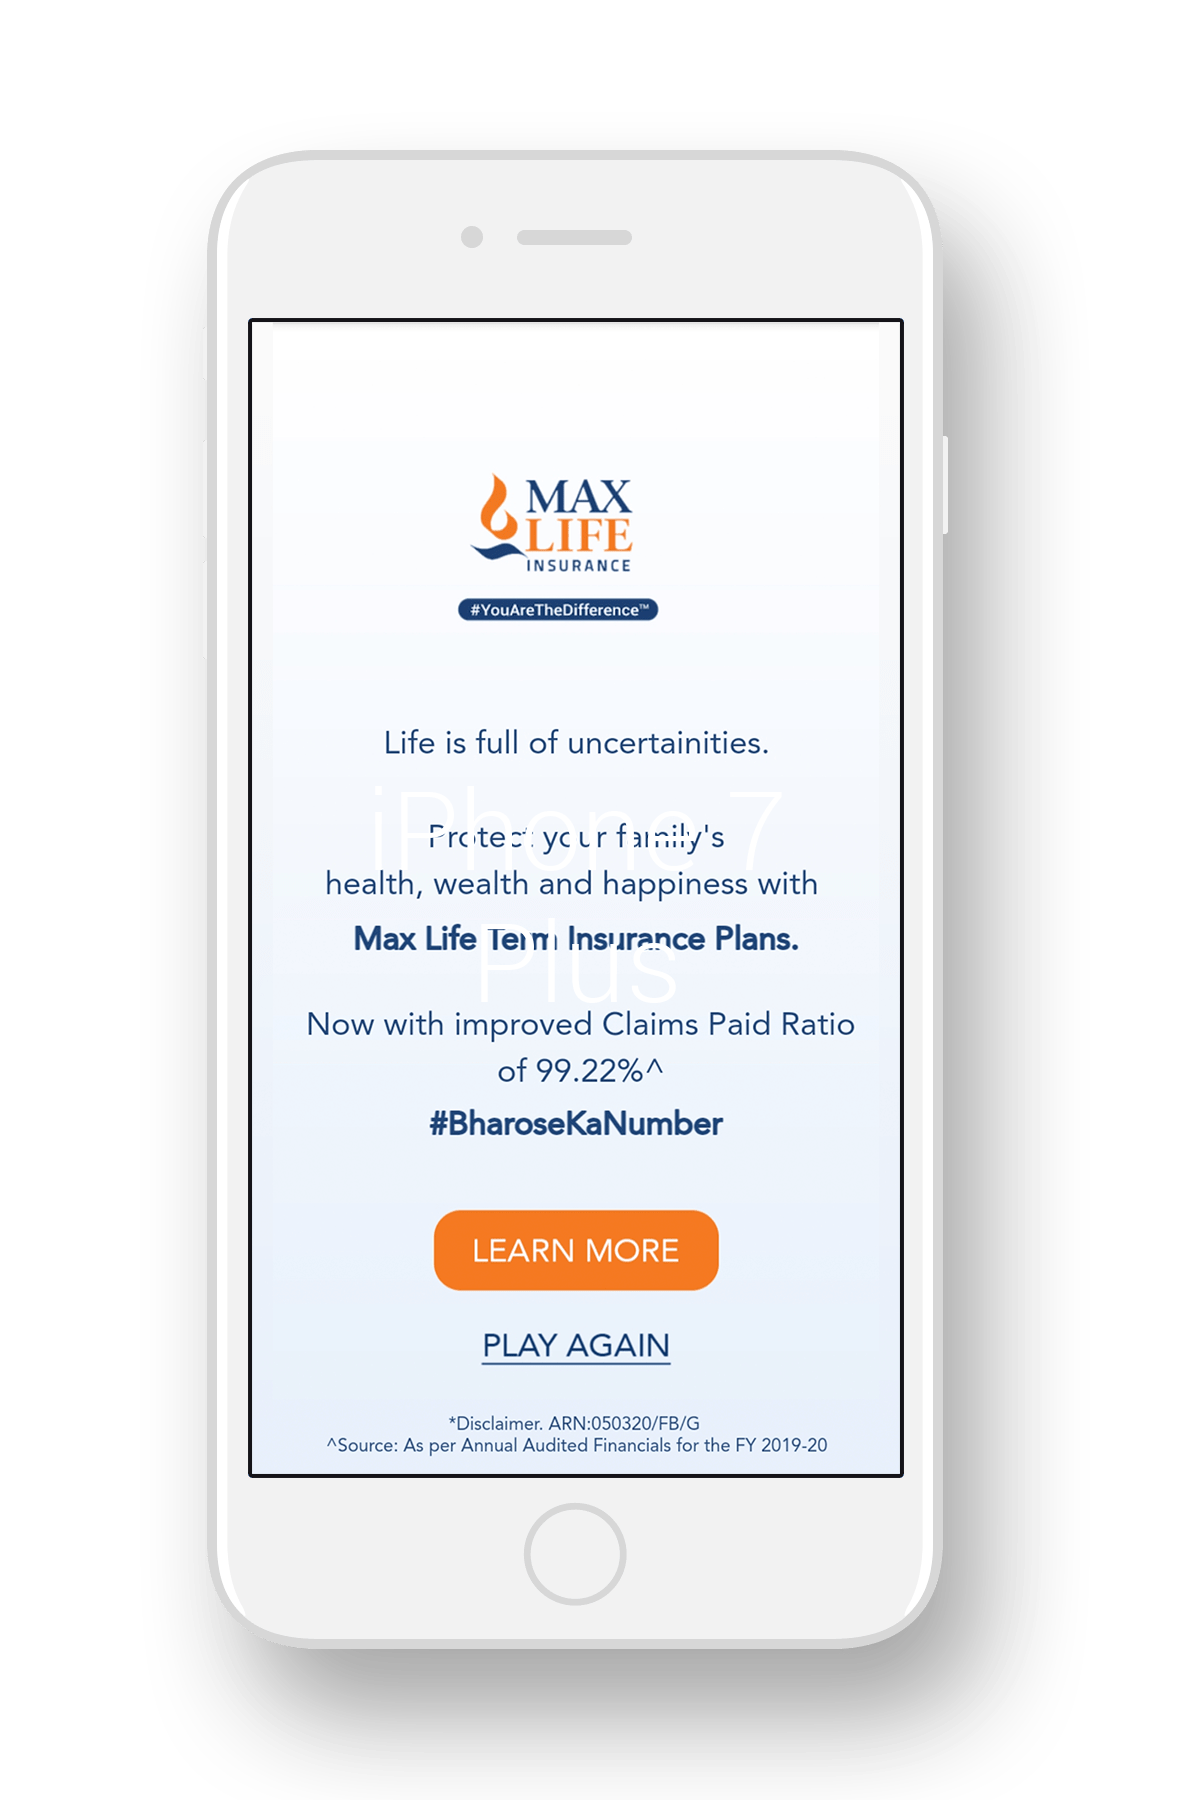 MAX
LIFE
INSURANCE
#YouAreTheDifference™
Life is full of uncertainities.
iPhone 7
Protect your family's
health, wealth and happiness with
Max Life Term Insurance Plans.
Plus
Now with improved Claims Paid Ratio
of 99.22%^
#BharoseKaNumber
LEARN MORE
PLAY AGAIN
*Disclaimer. ARN:050320/FB/G
^Source: As per Annual Audited Financials for the FY 2019-20